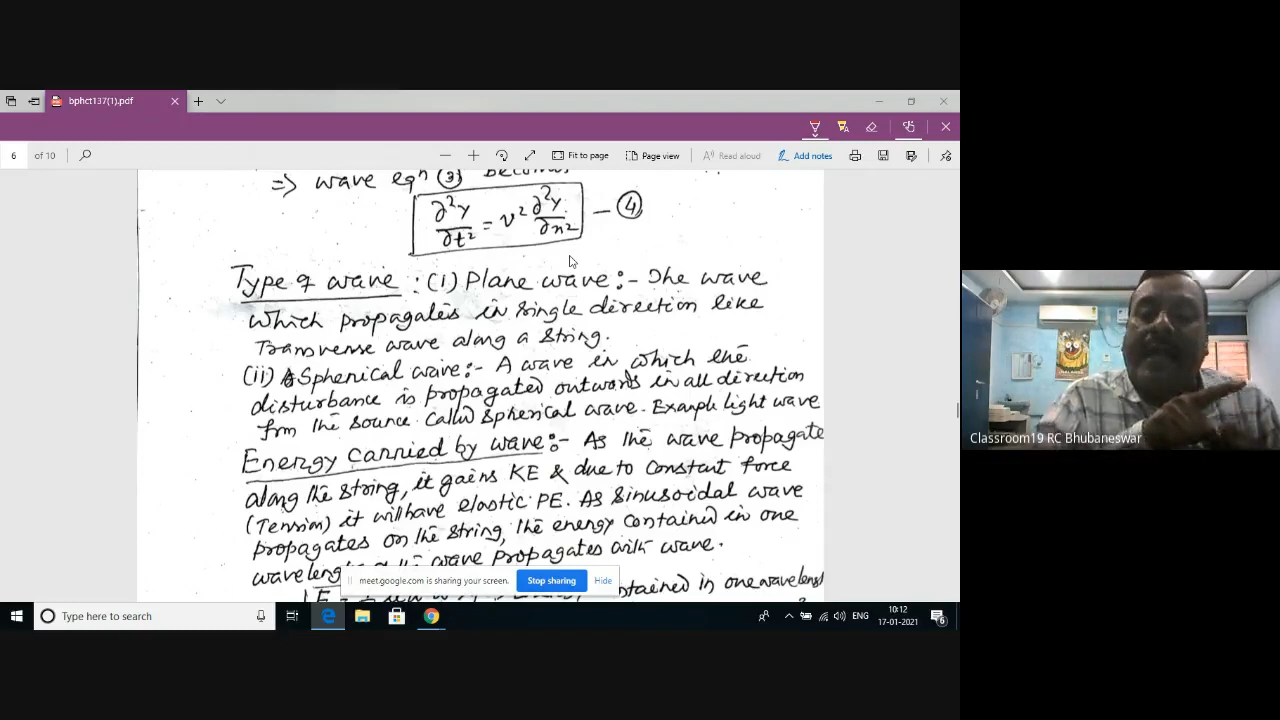 bphct137(1).pdf
6 of 10
Fit to page
Page view
Read aloud
Add notes
=> wave eqⁿ (3) becomes
∂²y/∂t² = v² ∂²y/∂x² — (4)
Type of wave : (i) Plane wave :- The wave
which propagates in single direction like
Transverse wave along a string.
(ii) Spherical wave:- A wave in which the
disturbance is propagated outwords in all direction
from the source calld spherical wave. Example light wave
Energy carried by wave:- As the wave propagate
along the string, it gains KE & due to constant force
(Tension) it will have elastic PE. As sinusoidal wave
propagates on the string, the energy contained in one
wavelength of the wave propagates with wave.
meet.google.com is sharing your screen.
Stop sharing
Hide
contained in one wavelength
Type here to search
ENG
10:12
17-01-2021
6
Classroom19 RC Bhubaneswar